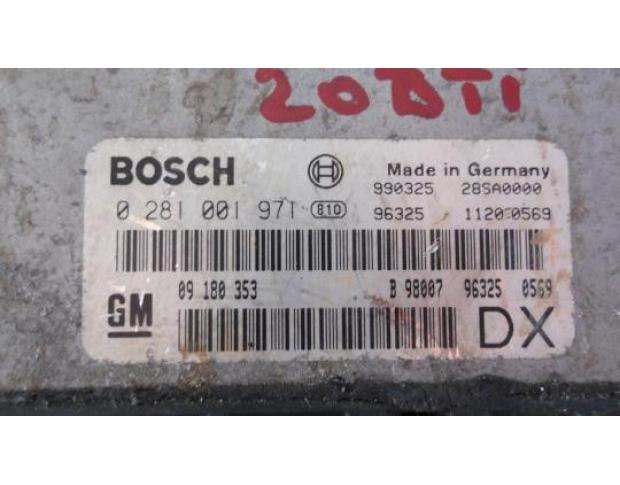 20DTi
BOSCH Made in Germany
990325 28SA0000
0 281 001 971 810 96325 1120 0569
09 180 353 B 98007 96325 0569
GM DX